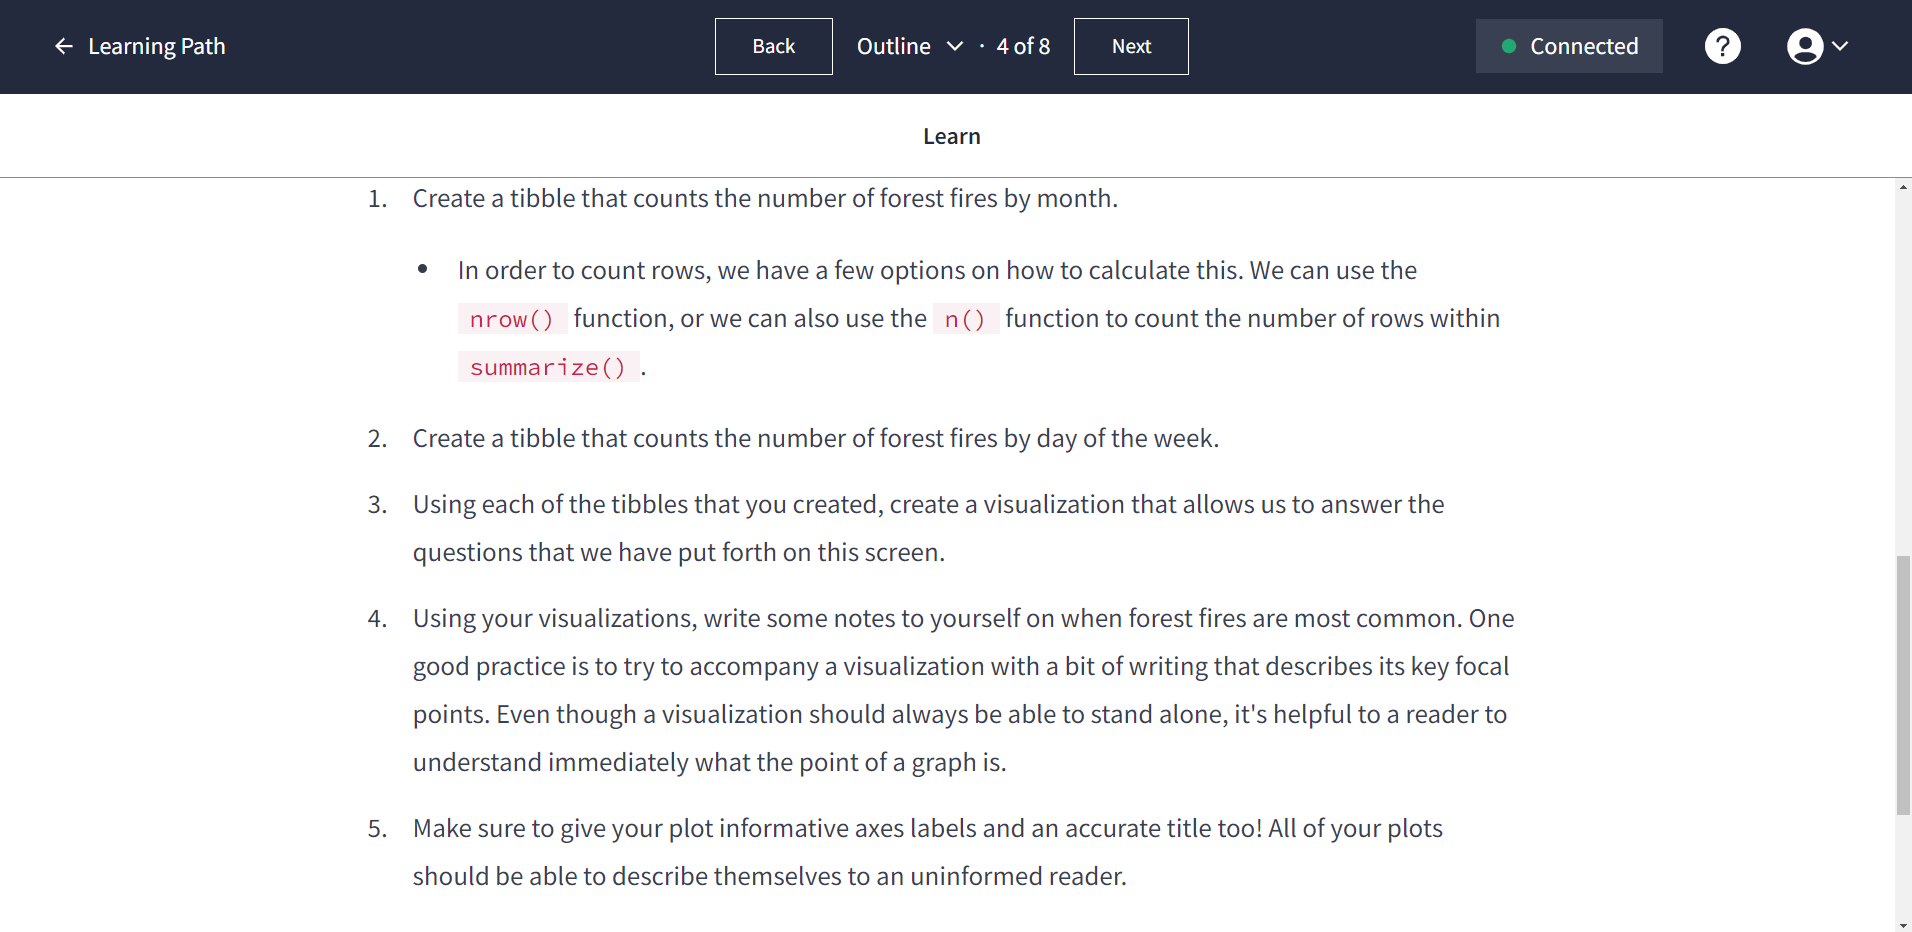 Learning Path
Back
Outline · 4 of 8
Next
Connected
?
Learn
1. Create a tibble that counts the number of forest fires by month.
• In order to count rows, we have a few options on how to calculate this. We can use the
nrow() function, or we can also use the n() function to count the number of rows within
summarize() .
2. Create a tibble that counts the number of forest fires by day of the week.
3. Using each of the tibbles that you created, create a visualization that allows us to answer the
questions that we have put forth on this screen.
4. Using your visualizations, write some notes to yourself on when forest fires are most common. One
good practice is to try to accompany a visualization with a bit of writing that describes its key focal
points. Even though a visualization should always be able to stand alone, it's helpful to a reader to
understand immediately what the point of a graph is.
5. Make sure to give your plot informative axes labels and an accurate title too! All of your plots
should be able to describe themselves to an uninformed reader.